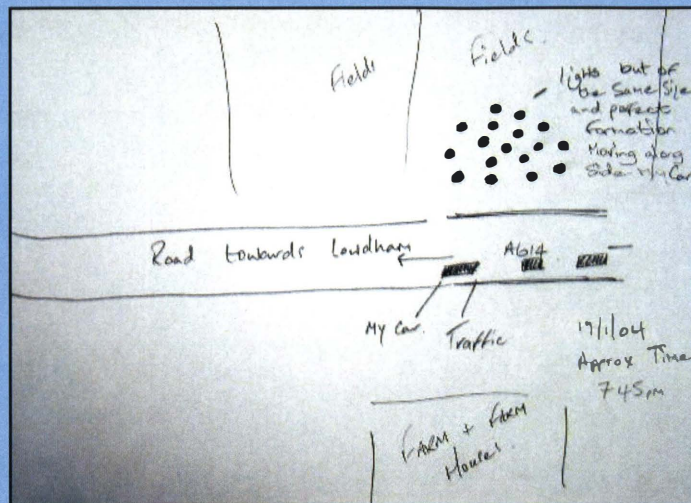 Fields
Fields.
lights but of
the same size
and perfect
formation
Moving along
Side My Car
Road towards Lowdham
A614
My Car.
Traffic
19/1/04
Approx Time
7 45pm
FARM + FARM
Houses.